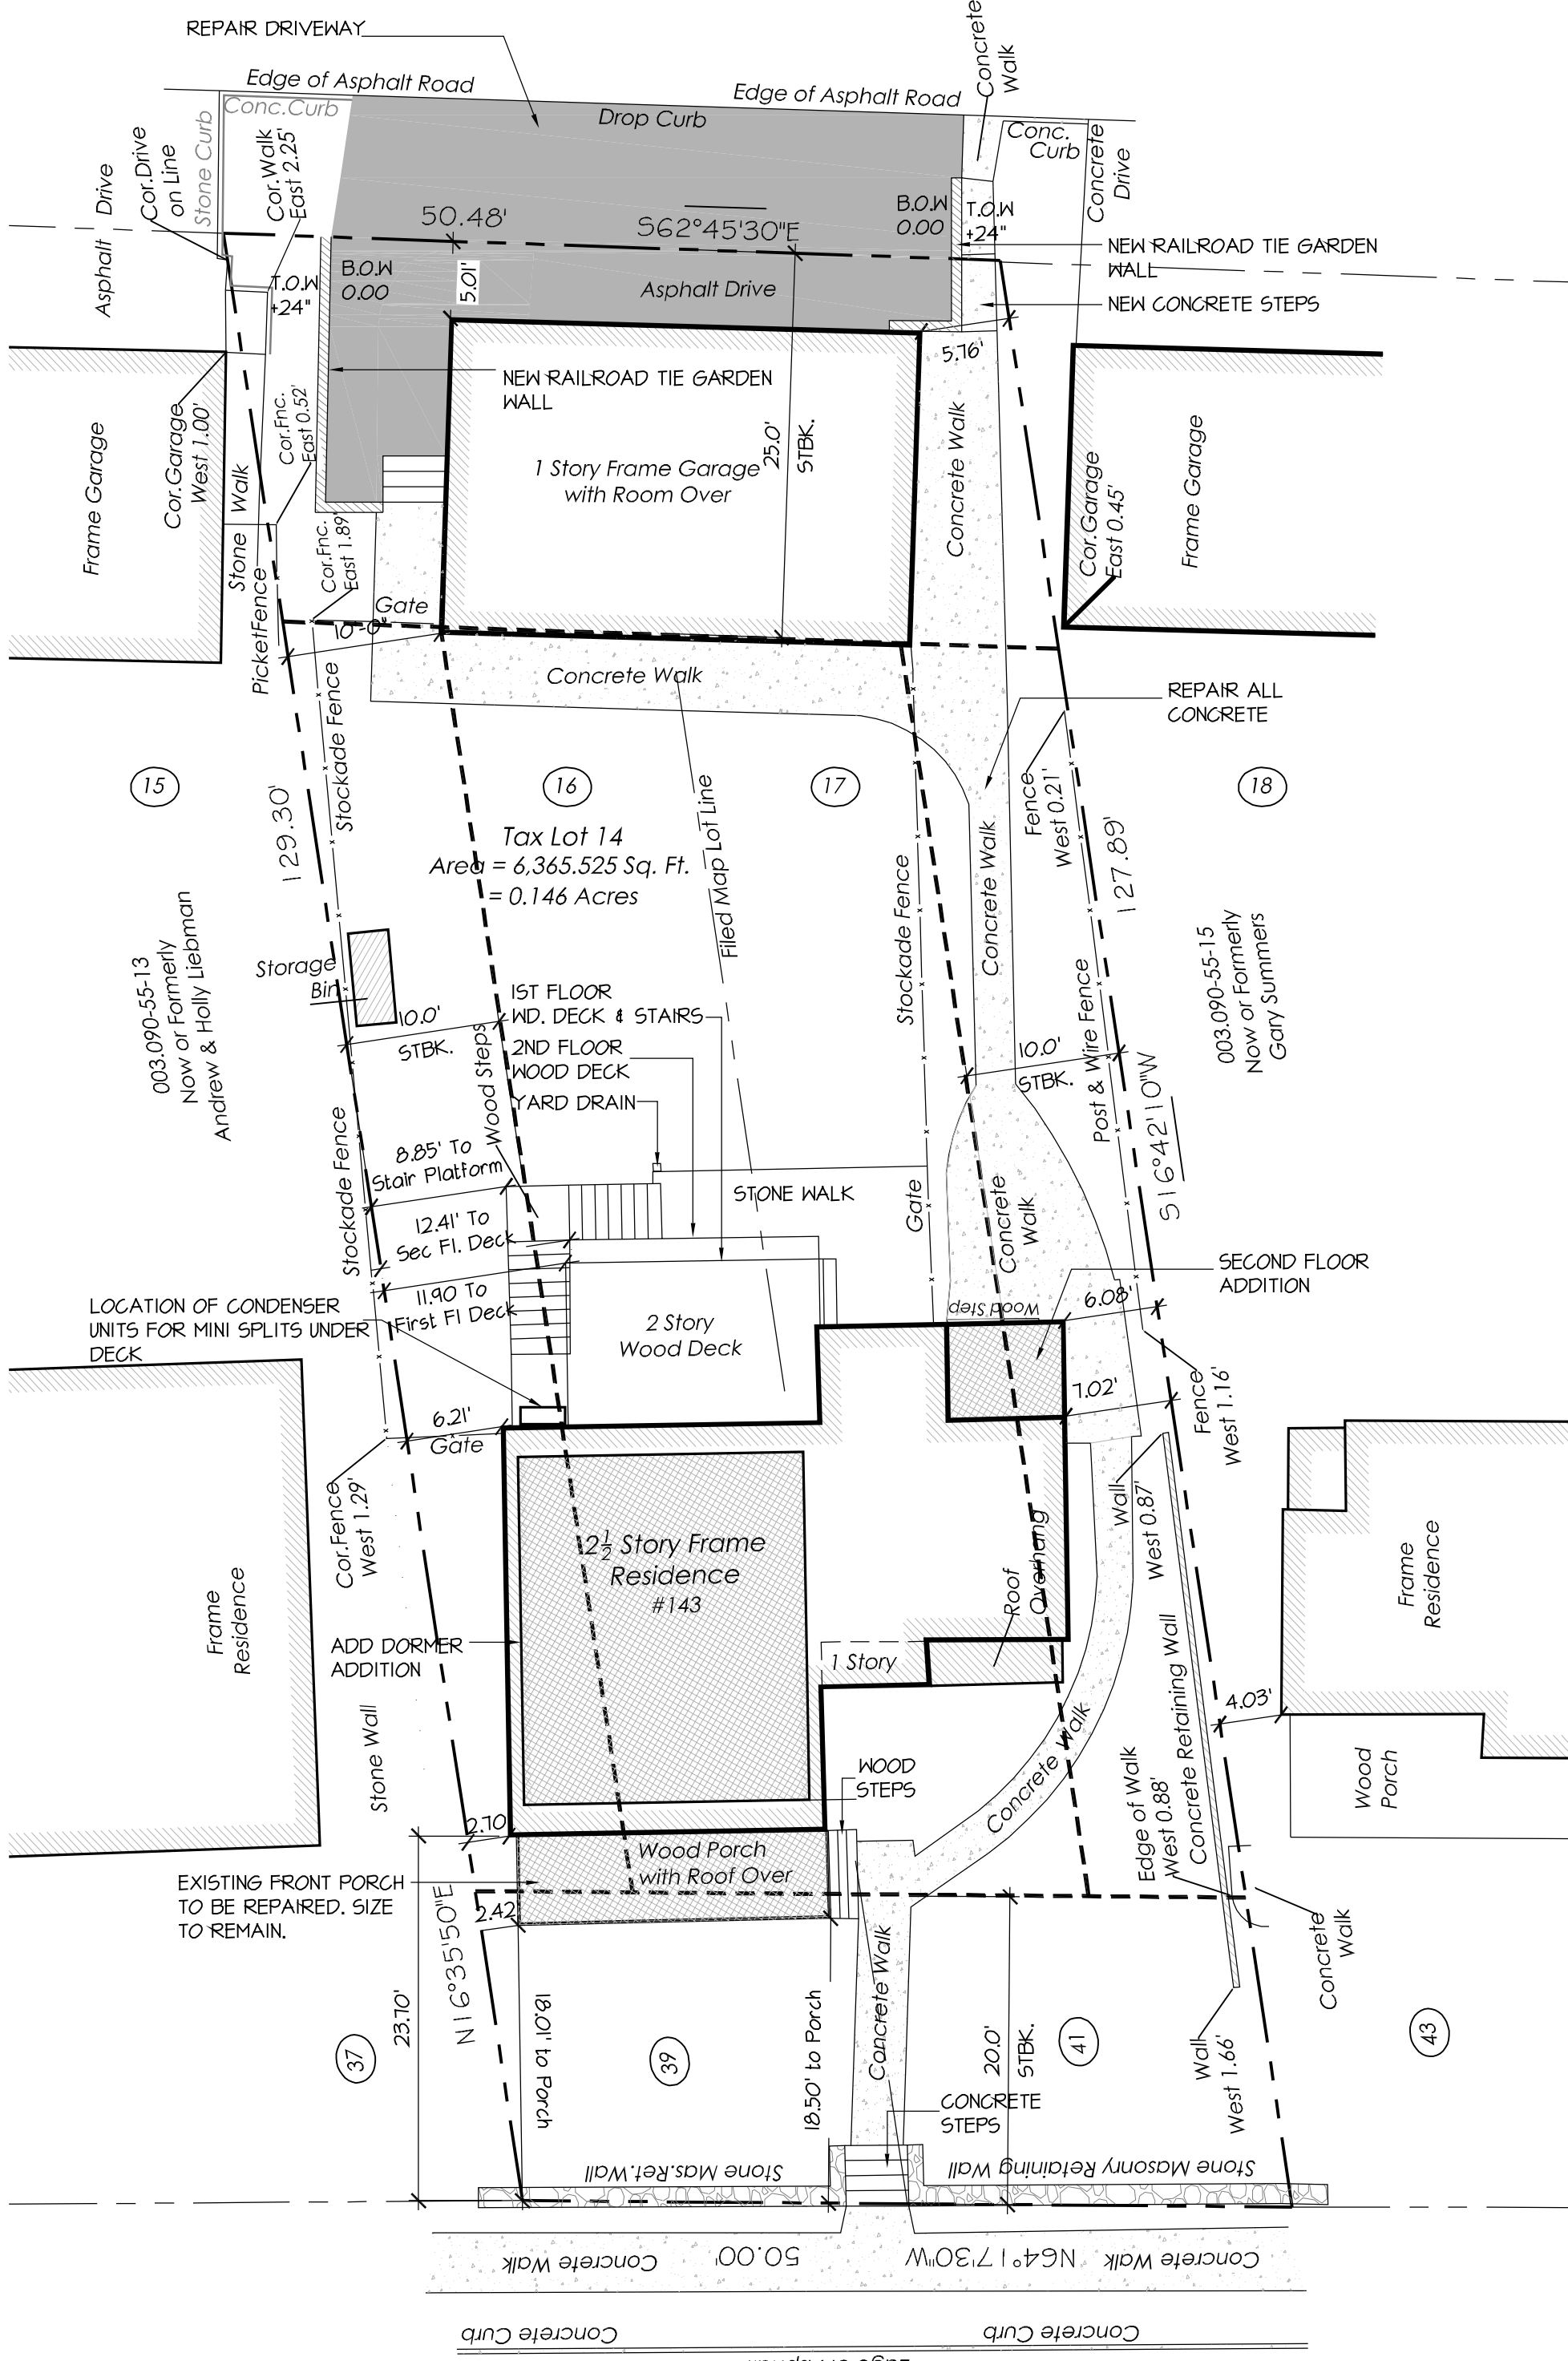 REPAIR DRIVEWAY
Concrete
Walk
Edge of Asphalt Road
Edge of Asphalt Road
Conc.Curb
Drop Curb
Conc.
Curb
Concrete
Drive
Stone Curb
Cor.Drive
on Line
Cor.Walk
East 2.25'
Asphalt Drive
50.48'
S62°45'30"E
B.O.W
0.00
T.O.W
+24"
NEW RAILROAD TIE GARDEN
WALL
T.O.W
+24"
B.O.W
0.00
5.01'
Asphalt Drive
NEW CONCRETE STEPS
5.76'
NEW RAILROAD TIE GARDEN
WALL
Cor.Garage
West 1.00'
Cor.Fnc.
East 0.52'
Frame Garage
Stone Walk
1 Story Frame Garage
with Room Over
25.0'
STBK.
Concrete Walk
Cor.Garage
East 0.45'
Frame Garage
Cor.Fnc.
East 1.89'
PicketFence
Gate
10'-0"
Concrete Walk
Stockade Fence
REPAIR ALL
CONCRETE
15
16
17
18
129.30'
Tax Lot 14
Area = 6,365.525 Sq. Ft.
= 0.146 Acres
Filed Map Lot Line
Stockade Fence
Concrete Walk
Fence
West 0.21'
127.89'
003.090-55-13
Now or Formerly
Andrew & Holly Liebman
003.090-55-15
Now or Formerly
Gary Summers
Storage
Bin
10.0'
STBK.
Wood Steps
1ST FLOOR
WD. DECK & STAIRS
2ND FLOOR
WOOD DECK
YARD DRAIN
10.0'
STBK.
Post & Wire Fence
S16°42'10"W
Stockade Fence
8.85' To
Stair Platform
STONE WALK
Gate
Concrete
Walk
12.41' To
Sec Fl. Deck
11.90 To
First Fl Deck
SECOND FLOOR
ADDITION
LOCATION OF CONDENSER
UNITS FOR MINI SPLITS UNDER
DECK
2 Story
Wood Deck
Wood Step
6.08'
7.02'
Fence
West 1.16'
6.21'
Gate
Cor.Fence
West 1.29'
Wall
West 0.87'
2½ Story Frame
Residence
#143
Roof
Overhang
Frame
Residence
Frame
Residence
ADD DORMER
ADDITION
1 Story
Stone Wall
Concrete Walk
Concrete Retaining Wall
4.03'
WOOD
STEPS
Edge of Walk
West 0.88'
Wood
Porch
2.70
Wood Porch
with Roof Over
EXISTING FRONT PORCH
TO BE REPAIRED. SIZE
TO REMAIN.
2.42
N16°35'50"E
Concrete Walk
Concrete
Walk
23.70'
18.01' to Porch
18.50' to Porch
20.0'
STBK.
37
39
41
43
Wall
West 1.66'
CONCRETE
STEPS
Stone Mas.Ret.Wall
Stone Masonry Retaining Wall
Concrete Walk
50.00'
N64°17'30"W
Concrete Walk
Concrete Curb
Concrete Curb